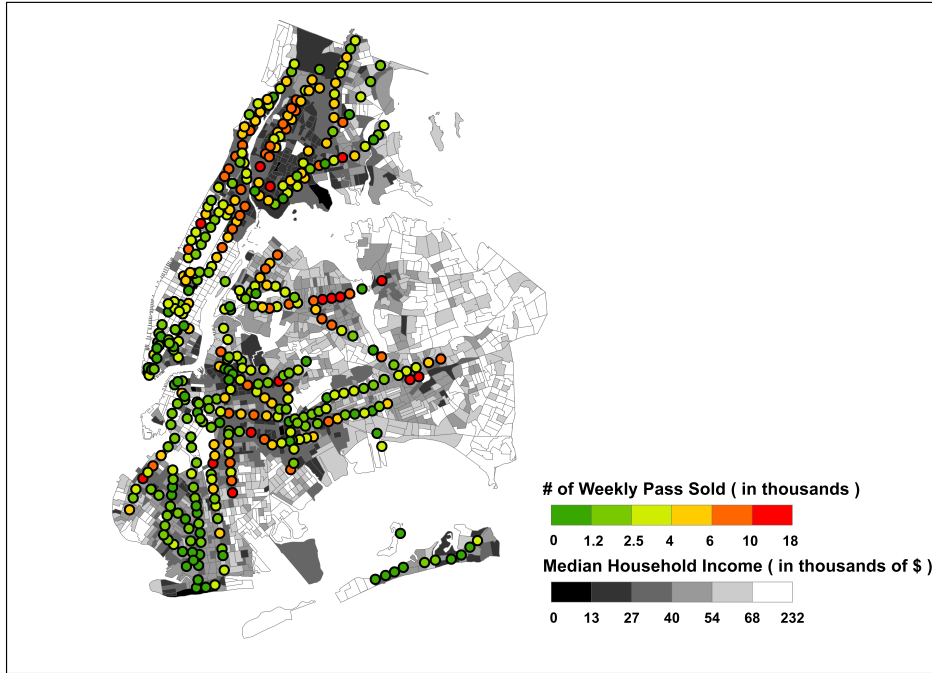 # of Weekly Pass Sold ( in thousands )
0 1.2 2.5 4 6 10 18
Median Household Income ( in thousands of $ )
0 13 27 40 54 68 232